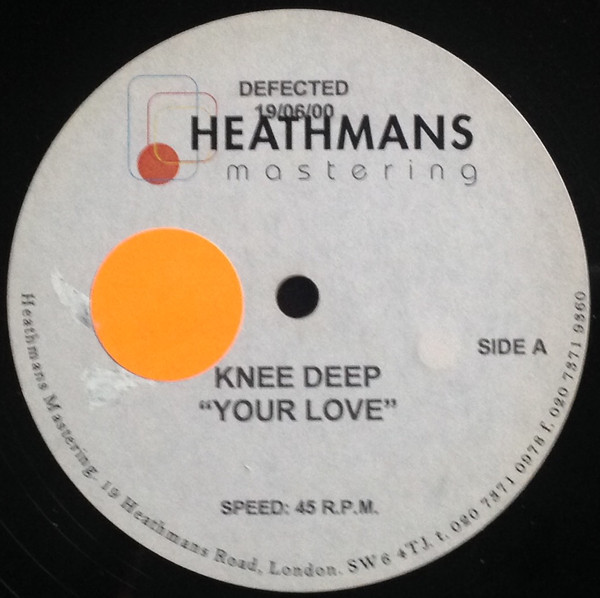 DEFECTED
19/06/00
HEATHMANS
mastering
SIDE A
KNEE DEEP
“YOUR LOVE”
SPEED: 45 R.P.M.
Heathmans Mastering. 19 Heathmans Road, London. SW6 4TJ. t. 020 7371 0978 f. 020 7371 9360